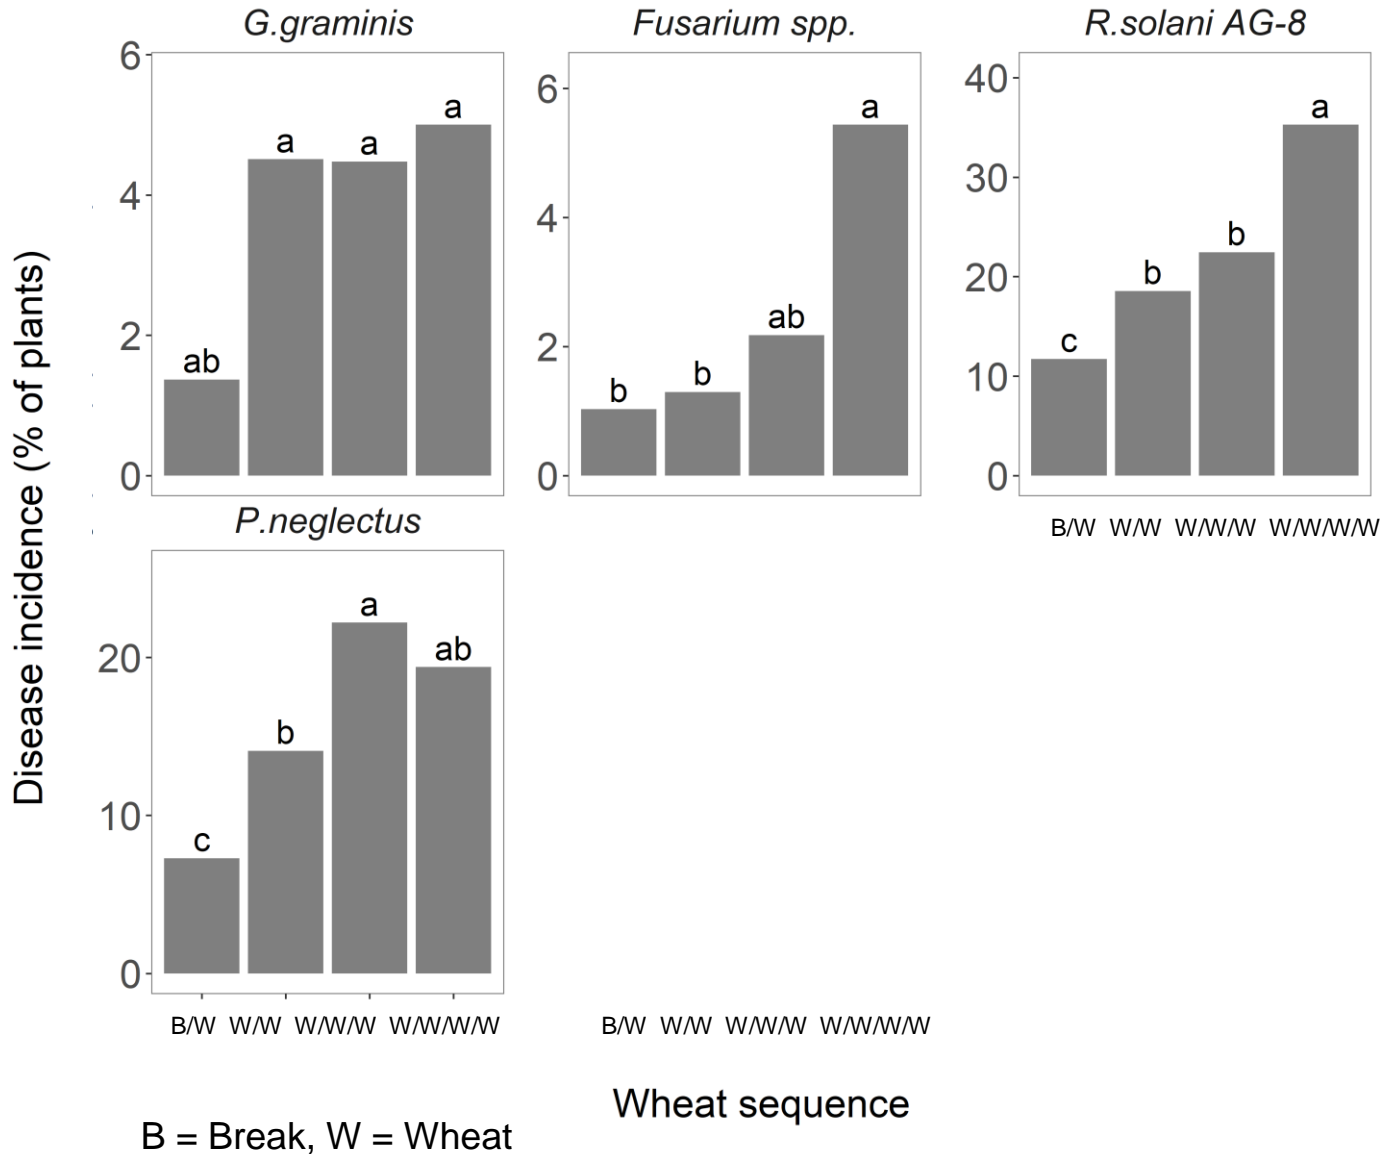 G.graminis
Fusarium spp.
R.solani AG-8
Disease incidence (% of plants)
6
4
2
0
ab
a
a
a
6
4
2
0
b
b
ab
a
40
30
20
10
0
c
b
b
a
B/W W/W W/W/W W/W/W/W
P.neglectus
20
10
0
c
b
a
ab
B/W W/W W/W/W W/W/W/W
B/W W/W W/W/W W/W/W/W
Wheat sequence
B = Break, W = Wheat